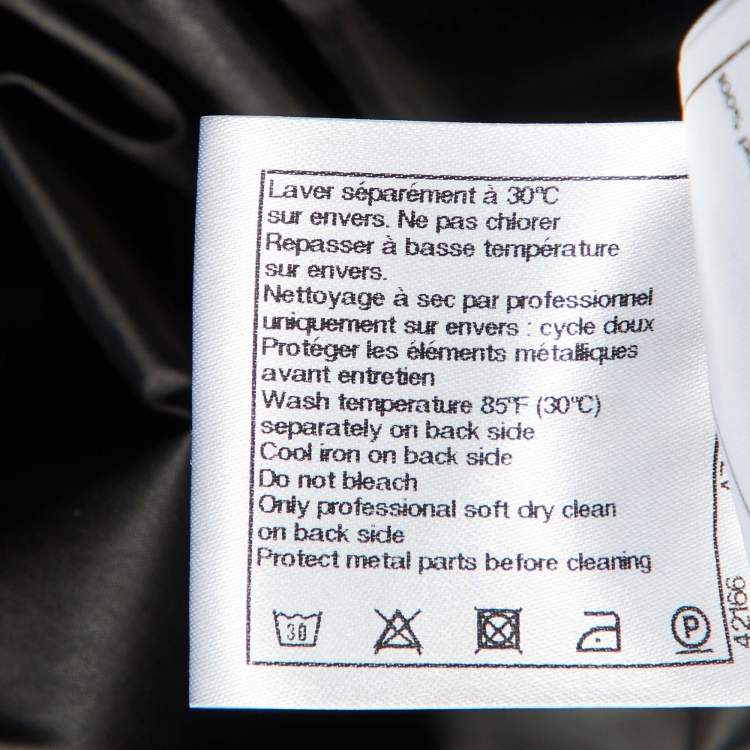 Laver séparément à 30°C
sur envers. Ne pas chlorer
Repasser à basse température
sur envers.
Nettoyage à sec par professionnel
uniquement sur envers : cycle doux
Protéger les éléments métalliques
avant entretien
Wash temperature 85°F (30°C)
separately on back side
Cool iron on back side
Do not bleach
Only professional soft dry clean
on back side
Protect metal parts before cleaning
30
P
42166
100%